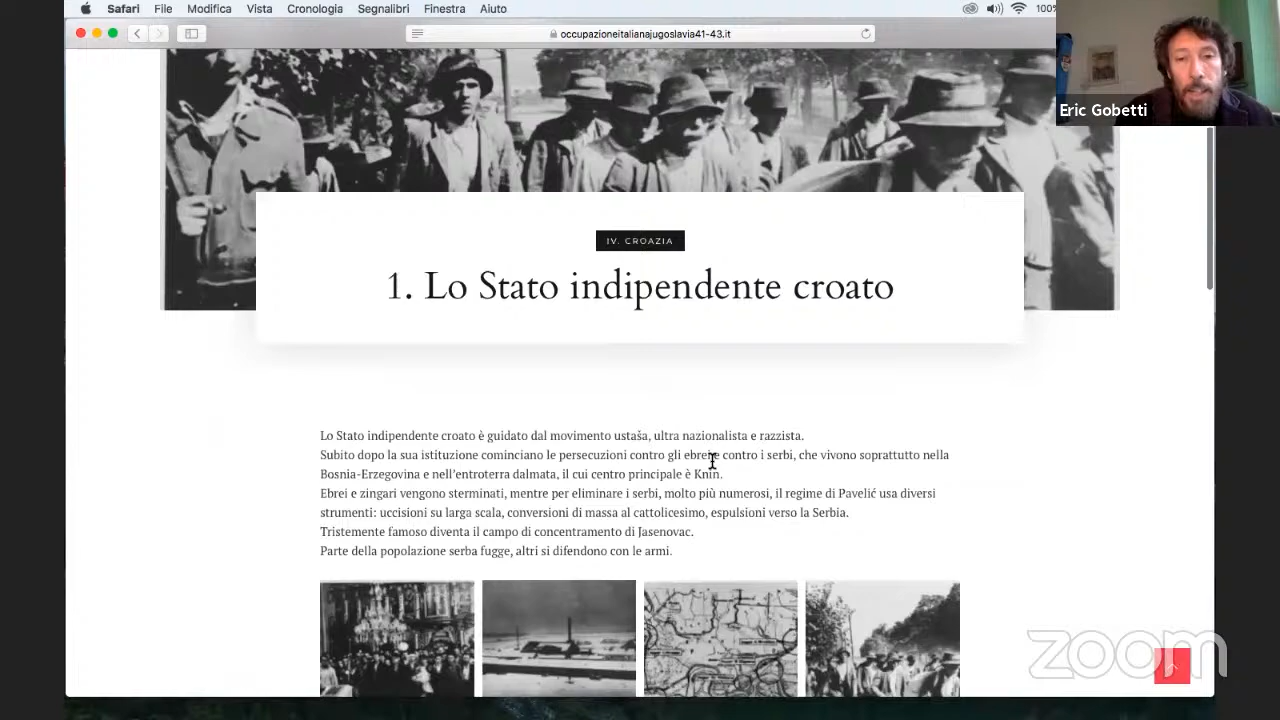 Safari File Modifica Vista Cronologia Segnalibri Finestra Aiuto 100%
occupazioneitalianajugoslavia41-43.it
Eric Gobetti
IV. CROAZIA
1. Lo Stato indipendente croato
Lo Stato indipendente croato è guidato dal movimento ustaša, ultra nazionalista e razzista.
Subito dopo la sua istituzione cominciano le persecuzioni contro gli ebrei e contro i serbi, che vivono soprattutto nella
Bosnia-Erzegovina e nell'entroterra dalmata, il cui centro principale è Knin.
Ebrei e zingari vengono sterminati, mentre per eliminare i serbi, molto più numerosi, il regime di Pavelić usa diversi
strumenti: uccisioni su larga scala, conversioni di massa al cattolicesimo, espulsioni verso la Serbia.
Tristemente famoso diventa il campo di concentramento di Jasenovac.
Parte della popolazione serba fugge, altri si difendono con le armi.
zoom